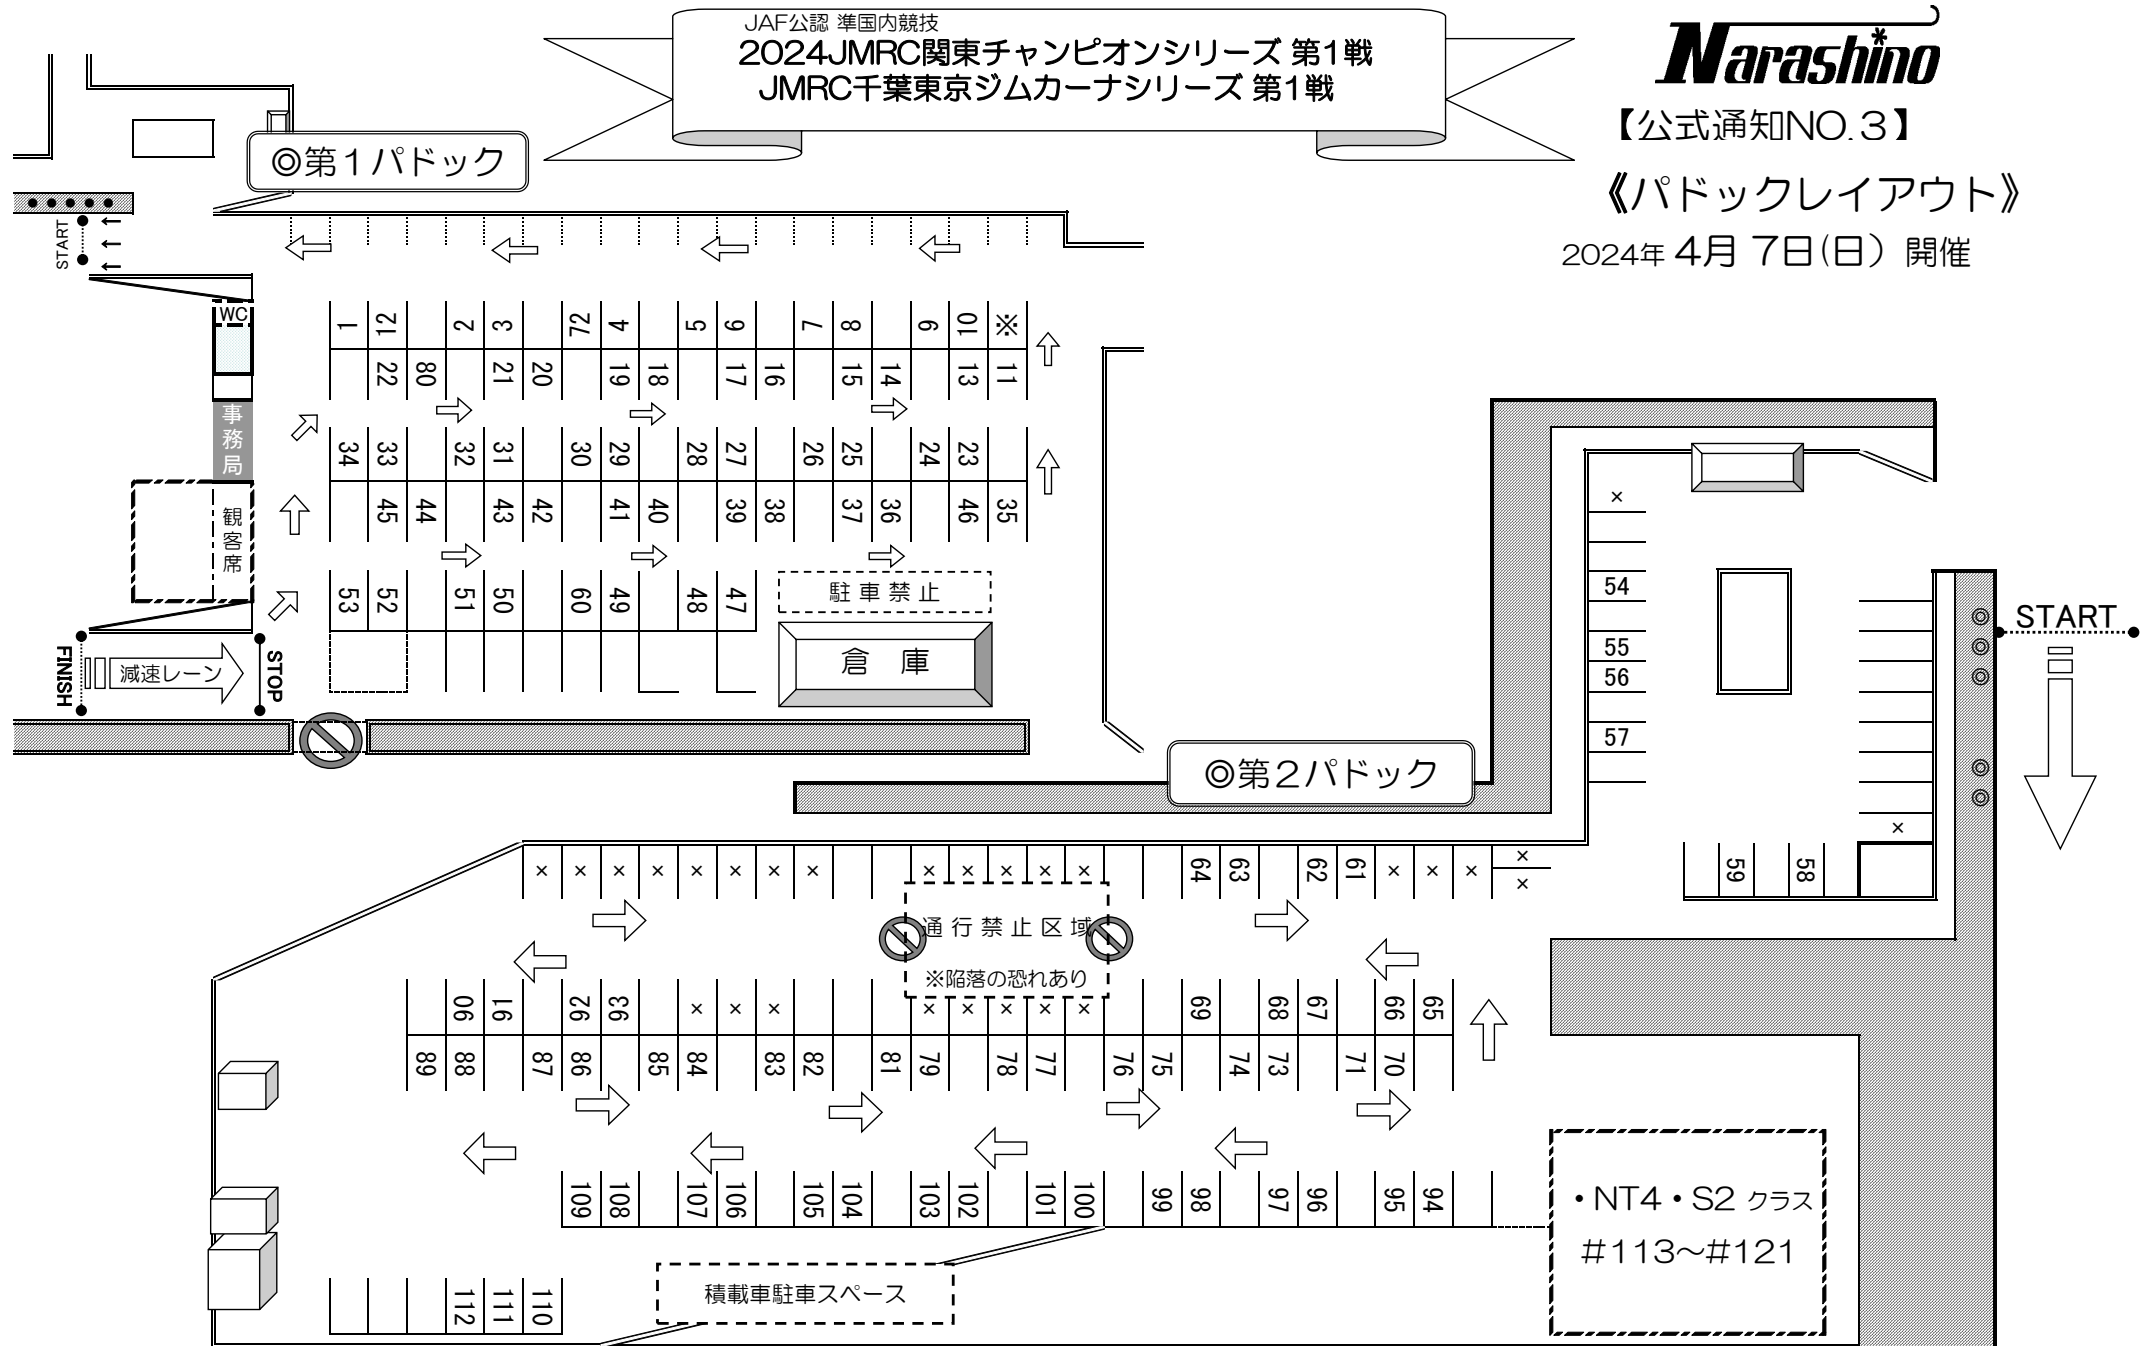 JAF公認 準国内競技
2024JMRC関東チャンピオンシリーズ 第1戦
JMRC千葉東京ジムカーナシリーズ 第1戦
Narashino
【公式通知NO.3】
《パドックレイアウト》
2024年 4月 7日(日) 開催
◎第1パドック
START
WC
事務局
観客席
1 12 2 3 72 4 5 6 7 8 9 10 ※
22 80 21 20 19 18 17 16 15 14 13 11
34 33 32 31 30 29 28 27 26 25 24 23
45 44 43 42 41 40 39 38 37 36 46 35
53 52 51 50 60 49 48 47
駐車禁止
倉庫
FINISH
減速レーン
STOP
◎第2パドック
×
54
55
56
57
×
59 58
START
× × × × × × × × × × × × × 64 63 62 61 × × × ×
×
通行禁止区域
※陥落の恐れあり
90 91 92 93 × × × × × × × × 69 68 67 66 65
89 88 87 86 85 84 83 82 81 79 78 77 76 75 74 73 71 70
109 108 107 106 105 104 103 102 101 100 99 98 97 96 95 94
112 111 110
積載車駐車スペース
・NT4・S2 クラス
#113～#121